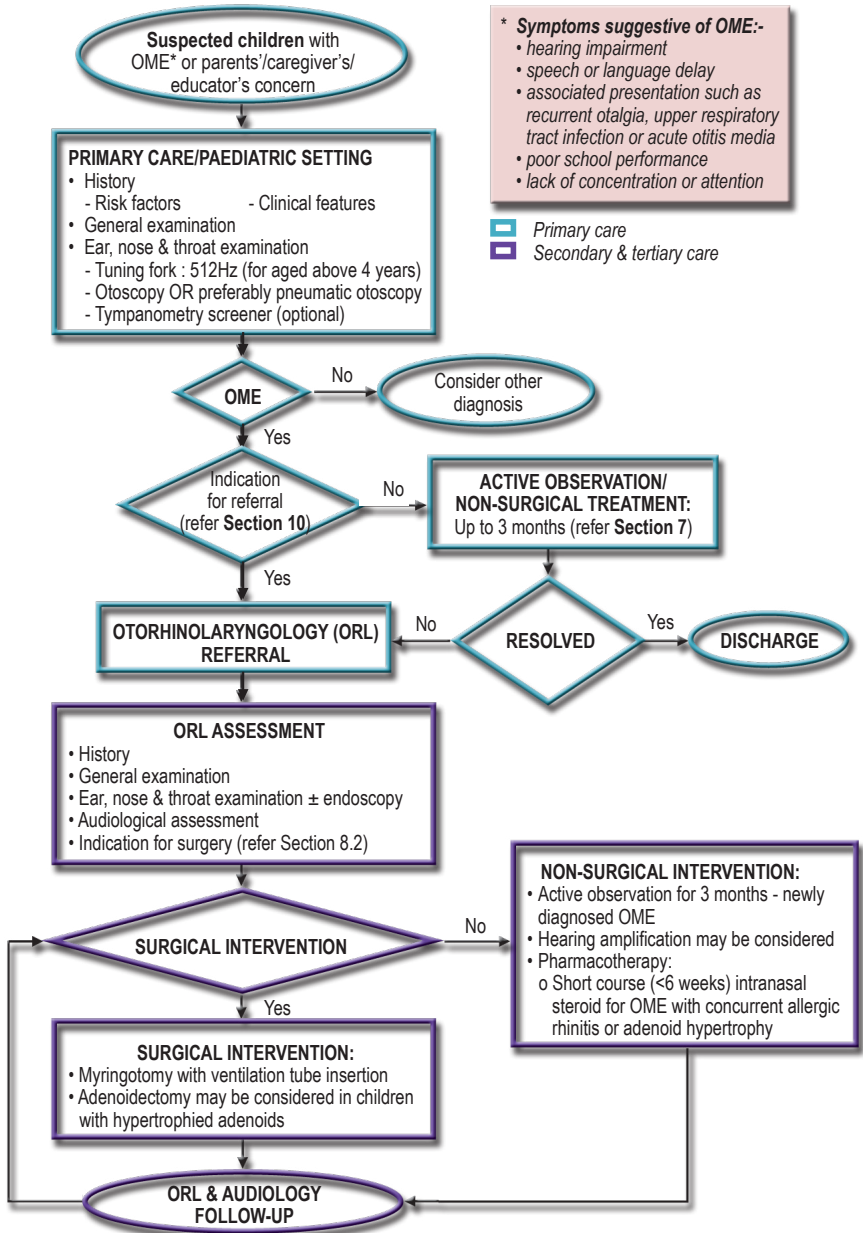 Suspected children with
OME* or parents'/caregiver's/
educator's concern
* Symptoms suggestive of OME:-
• hearing impairment
• speech or language delay
• associated presentation such as
recurrent otalgia, upper respiratory
tract infection or acute otitis media
• poor school performance
• lack of concentration or attention
Primary care
Secondary & tertiary care
PRIMARY CARE/PAEDIATRIC SETTING
• History
- Risk factors - Clinical features
• General examination
• Ear, nose & throat examination
- Tuning fork : 512Hz (for aged above 4 years)
- Otoscopy OR preferably pneumatic otoscopy
- Tympanometry screener (optional)
OME
No
Consider other
diagnosis
Yes
Indication
for referral
(refer Section 10)
No
ACTIVE OBSERVATION/
NON-SURGICAL TREATMENT:
Up to 3 months (refer Section 7)
Yes
OTORHINOLARYNGOLOGY (ORL)
REFERRAL
No
RESOLVED
Yes
DISCHARGE
ORL ASSESSMENT
• History
• General examination
• Ear, nose & throat examination ± endoscopy
• Audiological assessment
• Indication for surgery (refer Section 8.2)
SURGICAL INTERVENTION
No
NON-SURGICAL INTERVENTION:
• Active observation for 3 months - newly
diagnosed OME
• Hearing amplification may be considered
• Pharmacotherapy:
o Short course (<6 weeks) intranasal
steroid for OME with concurrent allergic
rhinitis or adenoid hypertrophy
Yes
SURGICAL INTERVENTION:
• Myringotomy with ventilation tube insertion
• Adenoidectomy may be considered in children
with hypertrophied adenoids
ORL & AUDIOLOGY
FOLLOW-UP